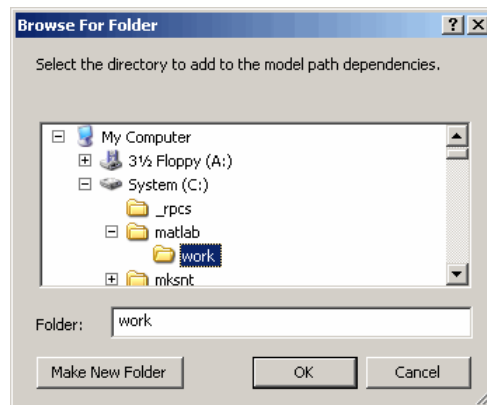 Browse For Folder
Select the directory to add to the model path dependencies.
My Computer
3½ Floppy (A:)
System (C:)
_rpcs
matlab
work
mksnt
Folder: work
Make New Folder OK Cancel